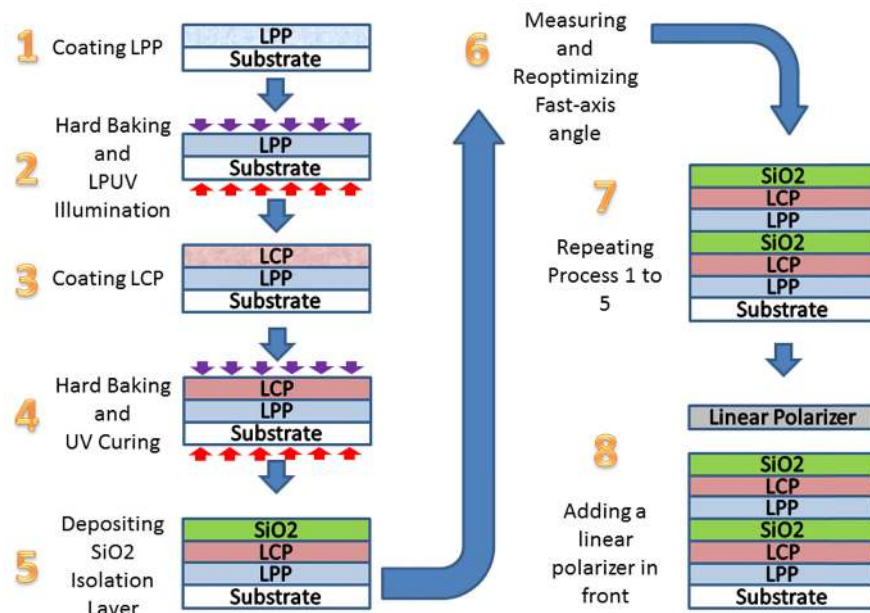 1
Coating LPP
LPP
Substrate
2
Hard Baking
and
LPUV
Illumination
LPP
Substrate
3
Coating LCP
LCP
LPP
Substrate
4
Hard Baking
and
UV Curing
LCP
LPP
Substrate
5
Depositing
SiO2
Isolation
Layer
SiO2
LCP
LPP
Substrate
6
Measuring
and
Reoptimizing
Fast-axis
angle
7
Repeating
Process 1 to
5
SiO2
LCP
LPP
SiO2
LCP
LPP
Substrate
8
Adding a
linear
polarizer in
front
Linear Polarizer
SiO2
LCP
LPP
SiO2
LCP
LPP
Substrate